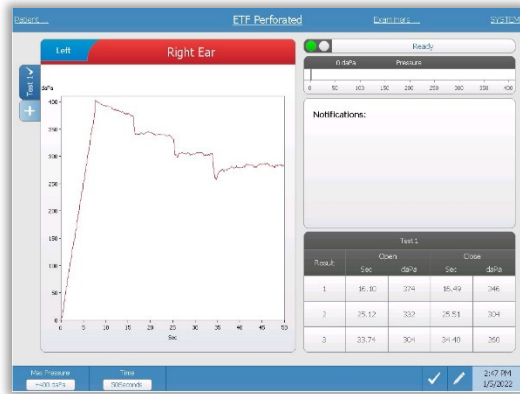 Patient ...
ETF Perforated
Examiners ...
SYSTEM
Left
Right Ear
Test 1
+
daPa
400
350
300
250
200
150
100
50
0
0 5 10 15 20 25 30 35 40 45 50
Sec
Ready
0 daPa Pressure
0 50 100 150 200 250 300 350 400
Notifications:
Test 1
Result Open Close
Sec daPa Sec daPa
1 16.10 374 16.49 346
2 25.12 332 25.51 304
3 33.74 304 34.48 260
Max Pressure
+400 daPa
Time
50Seconds
2:47 PM
1/5/2022